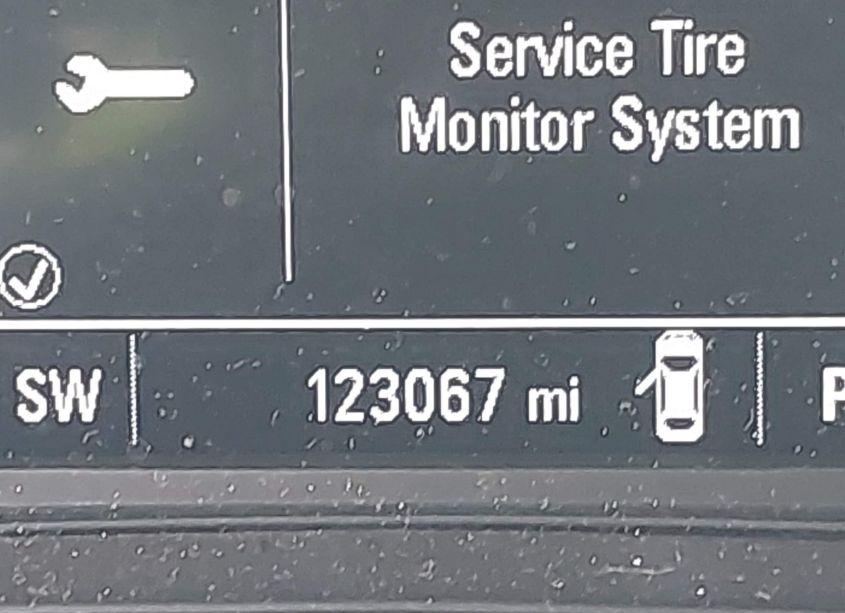 Service Tire
Monitor System
SW 123067 mi P